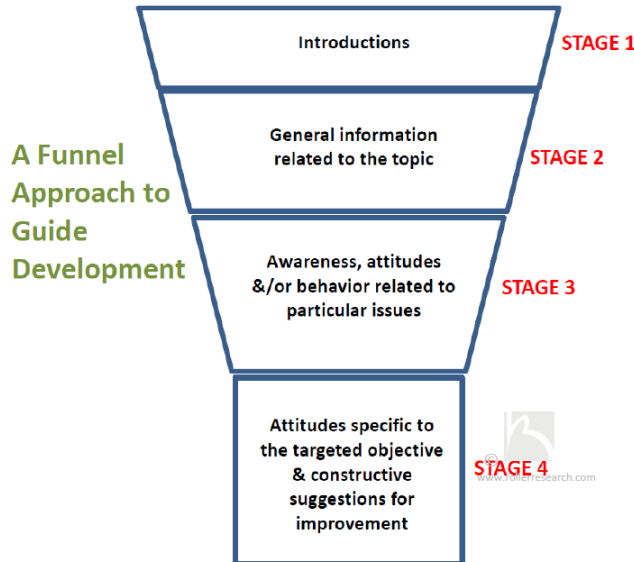 Introductions
STAGE 1
General information
related to the topic
STAGE 2
A Funnel
Approach to
Guide
Development
Awareness, attitudes
&/or behavior related to
particular issues
STAGE 3
Attitudes specific to
the targeted objective
& constructive
suggestions for
improvement
STAGE 4
©
www.rollerresearch.com